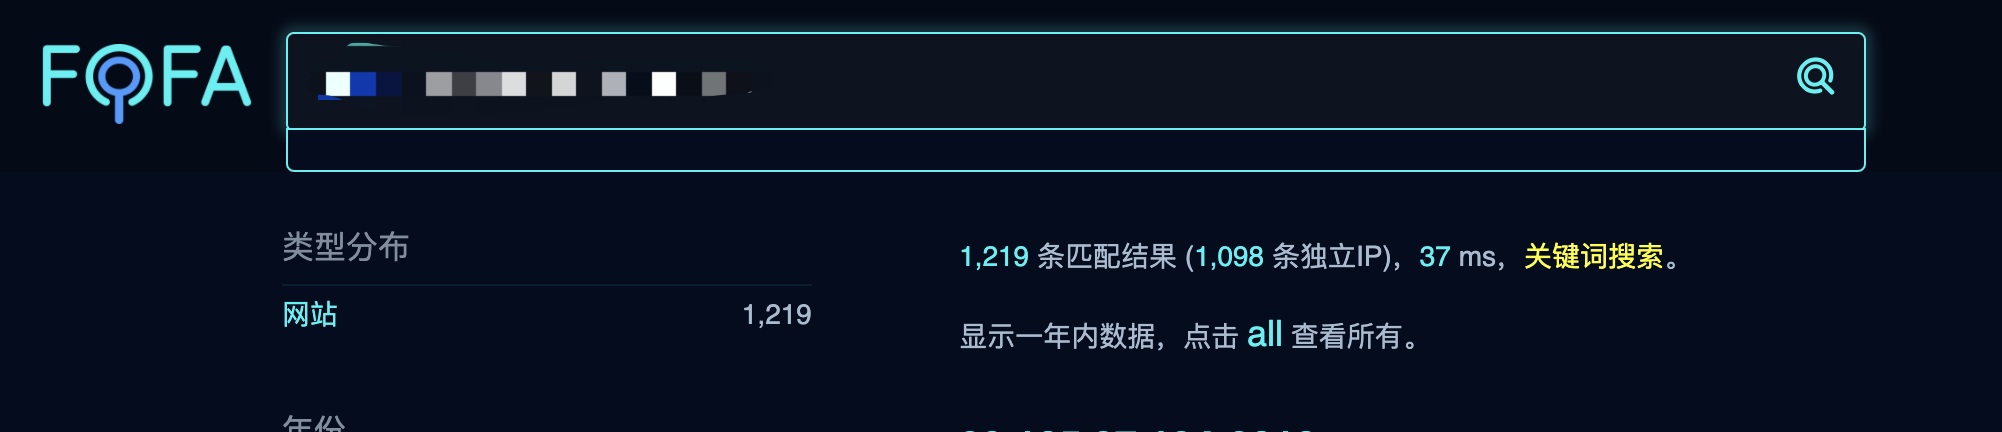 FOFA
类型分布
网站 1,219
1,219 条匹配结果 (1,098 条独立IP)，37 ms，关键词搜索。
显示一年内数据，点击 all 查看所有。
年份